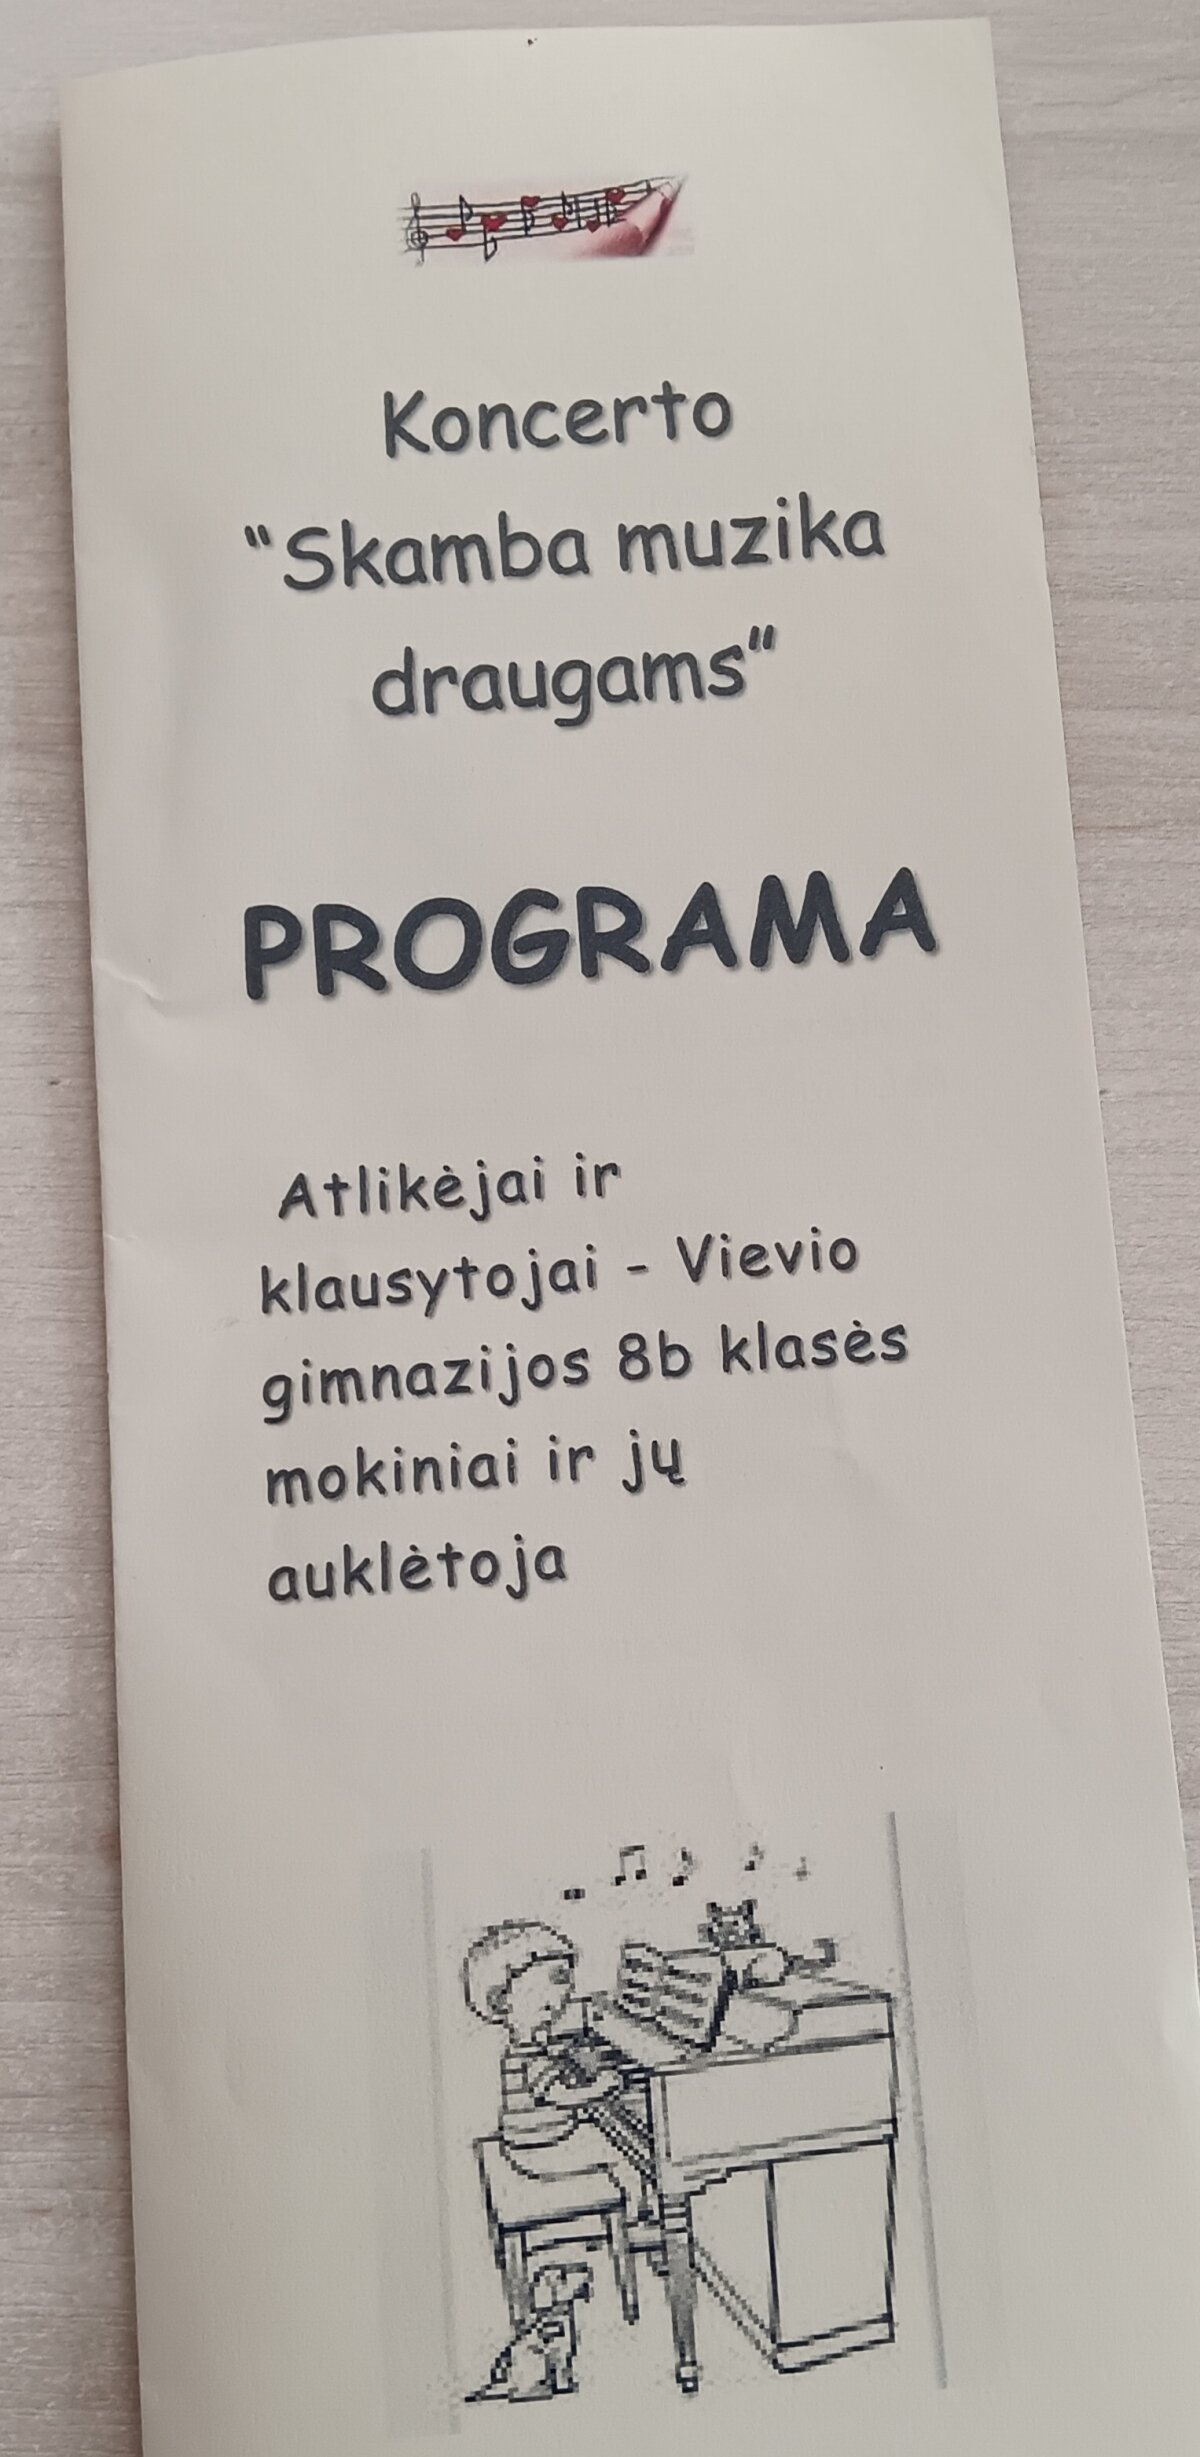 Koncerto
"Skamba muzika
draugams"
PROGRAMA
Atlikėjai ir
klausytojai - Vievio
gimnazijos 8b klasės
mokiniai ir jų
auklėtoja